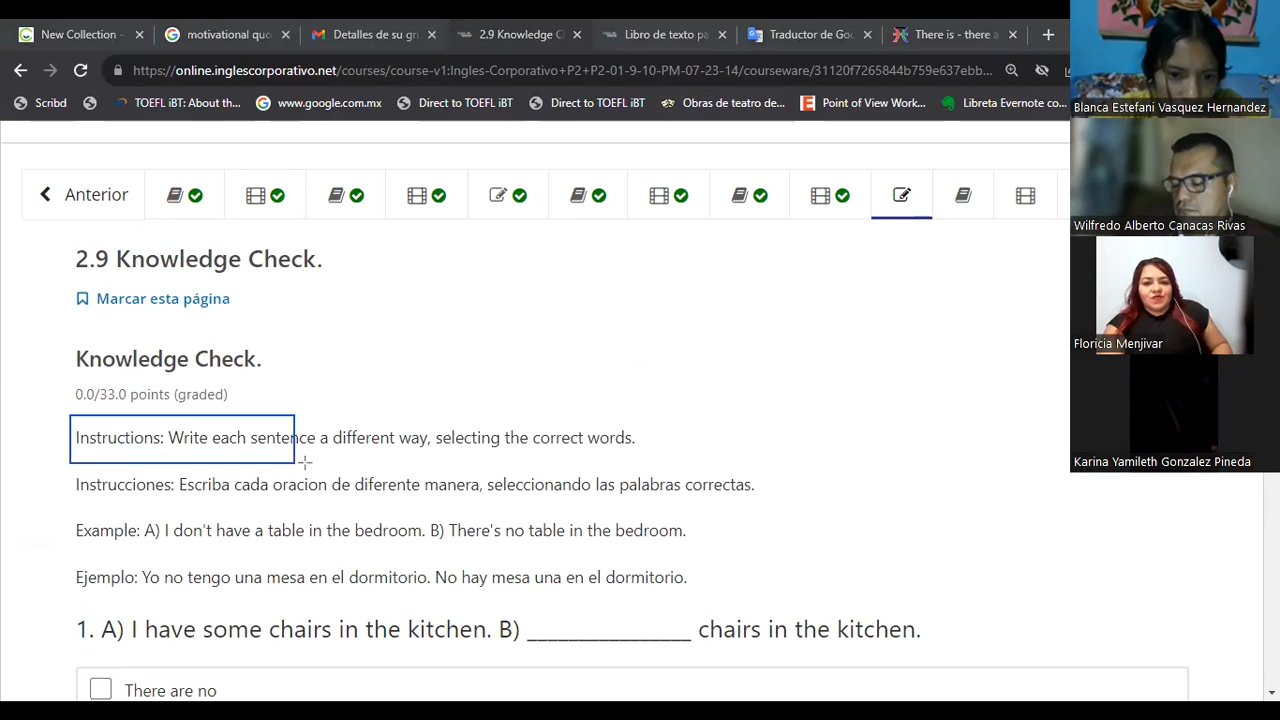 New Collection -
motivational quo
Detalles de su gr
2.9 Knowledge C
Libro de texto pa
Traductor de Goo
There is - there a
https://online.inglescorporativo.net/courses/course-v1:Ingles-Corporativo+P2+P2-01-9-10-PM-07-23-14/courseware/31120f7265844b759e637ebb...
Scribd
TOEFL iBT: About th...
www.google.com.mx
Direct to TOEFL iBT
Direct to TOEFL iBT
Obras de teatro de...
Point of View Work...
Libreta Evernote co...
Anterior
2.9 Knowledge Check.
Marcar esta página
Knowledge Check.
0.0/33.0 points (graded)
Instructions: Write each sentence a different way, selecting the correct words.
Instrucciones: Escriba cada oracion de diferente manera, seleccionando las palabras correctas.
Example: A) I don't have a table in the bedroom. B) There's no table in the bedroom.
Ejemplo: Yo no tengo una mesa en el dormitorio. No hay mesa una en el dormitorio.
1. A) I have some chairs in the kitchen. B) ________________ chairs in the kitchen.
There are no
Blanca Estefani Vasquez Hernandez
Wilfredo Alberto Canacas Rivas
Floricia Menjivar
Karina Yamileth Gonzalez Pineda